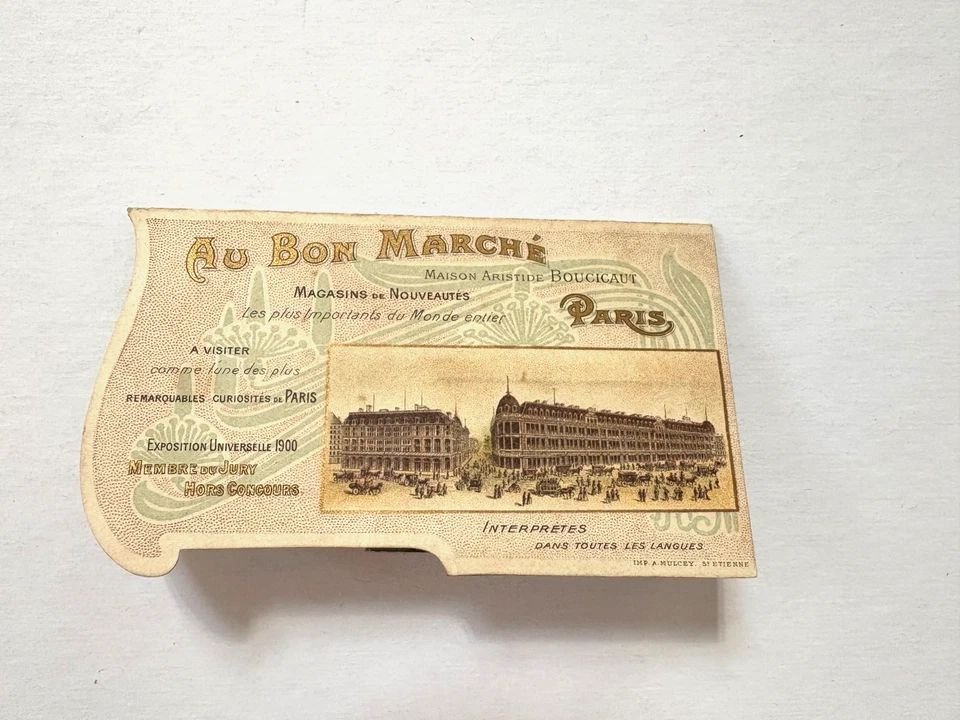 AU BON MARCHÉ
MAISON ARISTIDE BOUCICAUT
MAGASINS DE NOUVEAUTÉS
Les plus Importants du Monde entier
PARIS
A VISITER
comme l'une des plus
REMARQUABLES CURIOSITÉS DE PARIS
EXPOSITION UNIVERSELLE 1900
MEMBRE DU JURY
HORS CONCOURS
INTERPRETES
DANS TOUTES LES LANGUES
IMP. A. MULCEY. ST ETIENNE